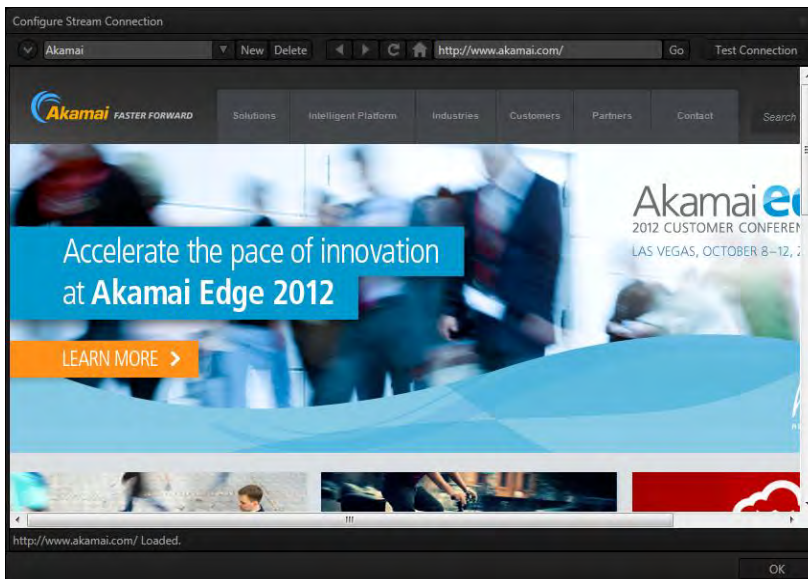 Configure Stream Connection
Akamai New Delete http://www.akamai.com/ Go Test Connection
Akamai FASTER FORWARD Solutions Intelligent Platform Industries Customers Partners Contact Search
Akamai ed
2012 CUSTOMER CONFEREN
LAS VEGAS, OCTOBER 8–12, 2
Accelerate the pace of innovation
at Akamai Edge 2012
LEARN MORE
http://www.akamai.com/ Loaded.
OK